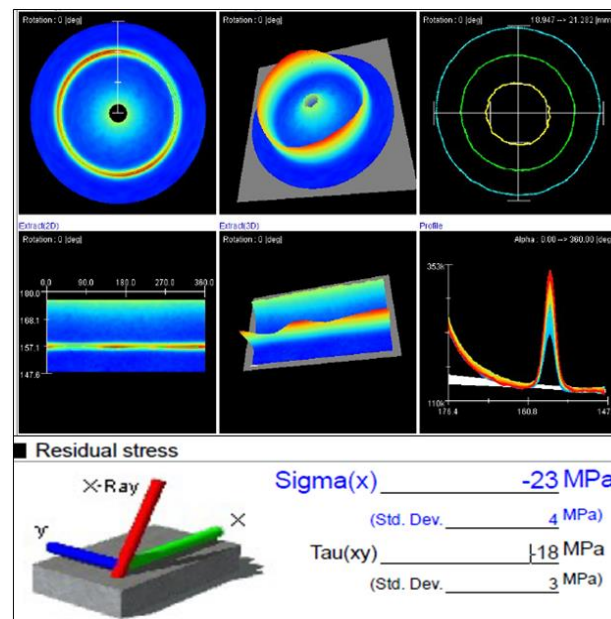 Rotation : 0 [deg]
Rotation : 0 [deg]
18.947 --> 21.282 [mm]
Extract(2D)
Extract(3D)
Profile
Rotation : 0 [deg]
Rotation : 0 [deg]
Alpha : 0.00 --> 360.00 [deg
0.0 90.0 180.0 270.0 360.0
180.0
168.1
157.1
147.6
353k
110k
176.4 160.8 147.
Residual stress
X-Ray
y
X
Sigma(x) -23 MPa
(Std. Dev. 4 MPa)
Tau(xy) -18 MPa
(Std. Dev. 3 MPa)